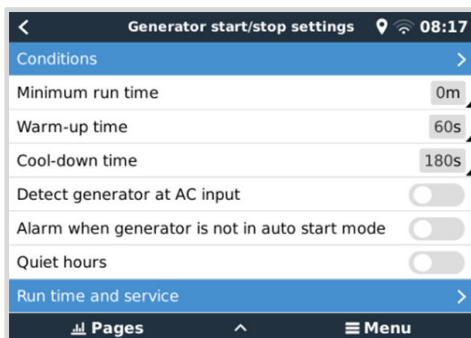 Generator start/stop settings 08:17
Conditions
Minimum run time 0m
Warm-up time 60s
Cool-down time 180s
Detect generator at AC input
Alarm when generator is not in auto start mode
Quiet hours
Run time and service
Pages Menu